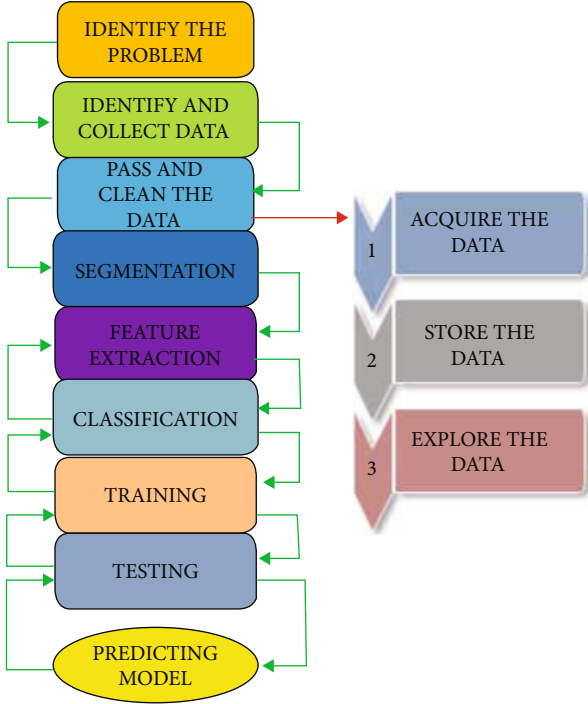 IDENTIFY THE
PROBLEM
IDENTIFY AND
COLLECT DATA
PASS AND
CLEAN THE
DATA
SEGMENTATION
FEATURE
EXTRACTION
CLASSIFICATION
TRAINING
TESTING
PREDICTING
MODEL
1
ACQUIRE THE
DATA
2
STORE THE
DATA
3
EXPLORE THE
DATA